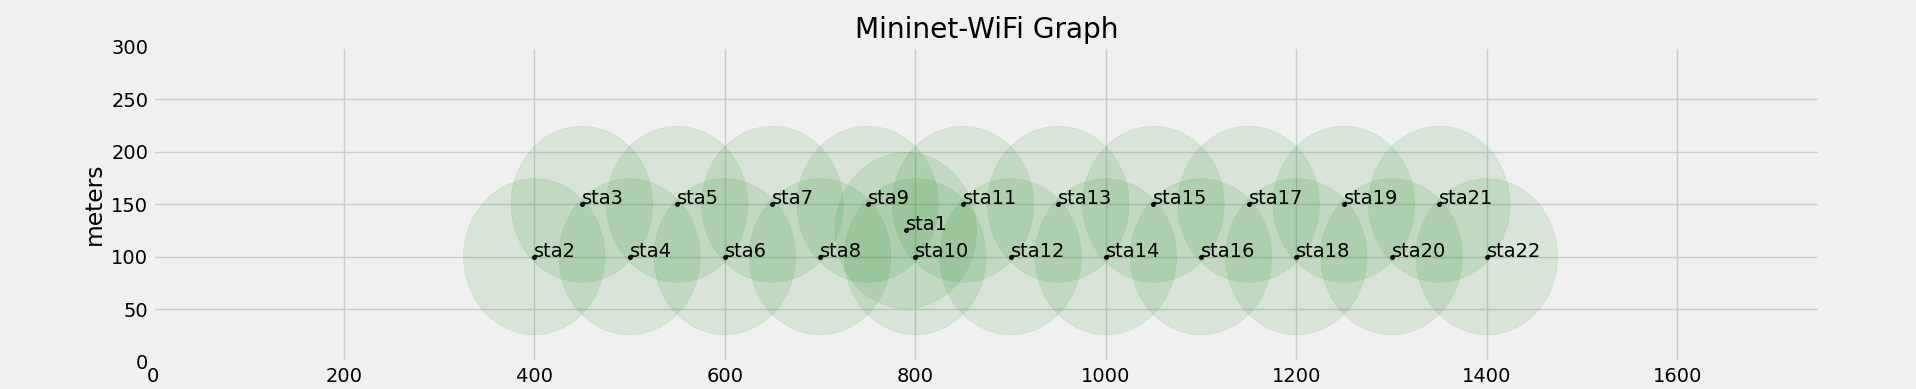 Mininet-WiFi Graph
300
250
200
150
100
50
0
meters
sta3 sta5 sta7 sta9 sta11 sta13 sta15 sta17 sta19 sta21
sta1
sta2 sta4 sta6 sta8 sta10 sta12 sta14 sta16 sta18 sta20 sta22
0 200 400 600 800 1000 1200 1400 1600